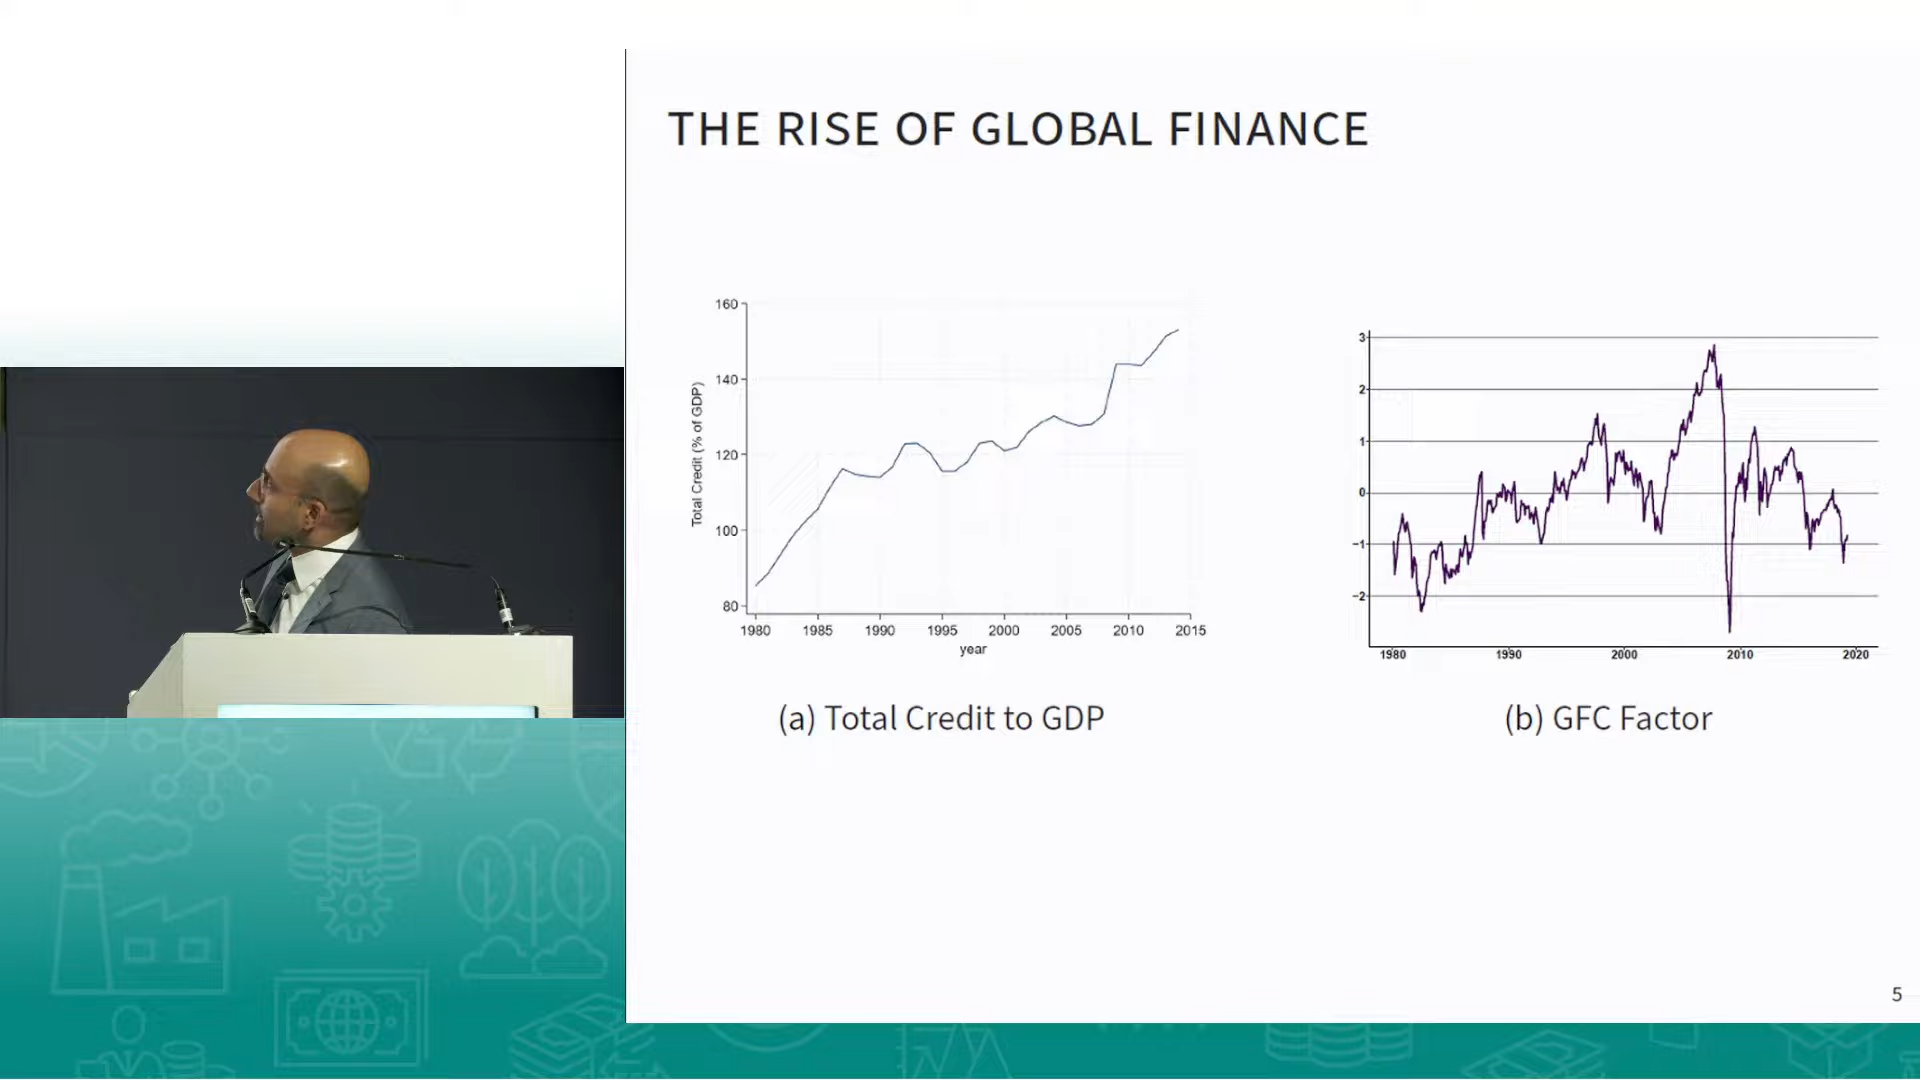 THE RISE OF GLOBAL FINANCE
160
140
120
100
80
Total Credit (% of GDP)
1980 1985 1990 1995 2000 2005 2010 2015
year
(a) Total Credit to GDP
3
2
1
0
−1
−2
1980 1990 2000 2010 2020
(b) GFC Factor
5